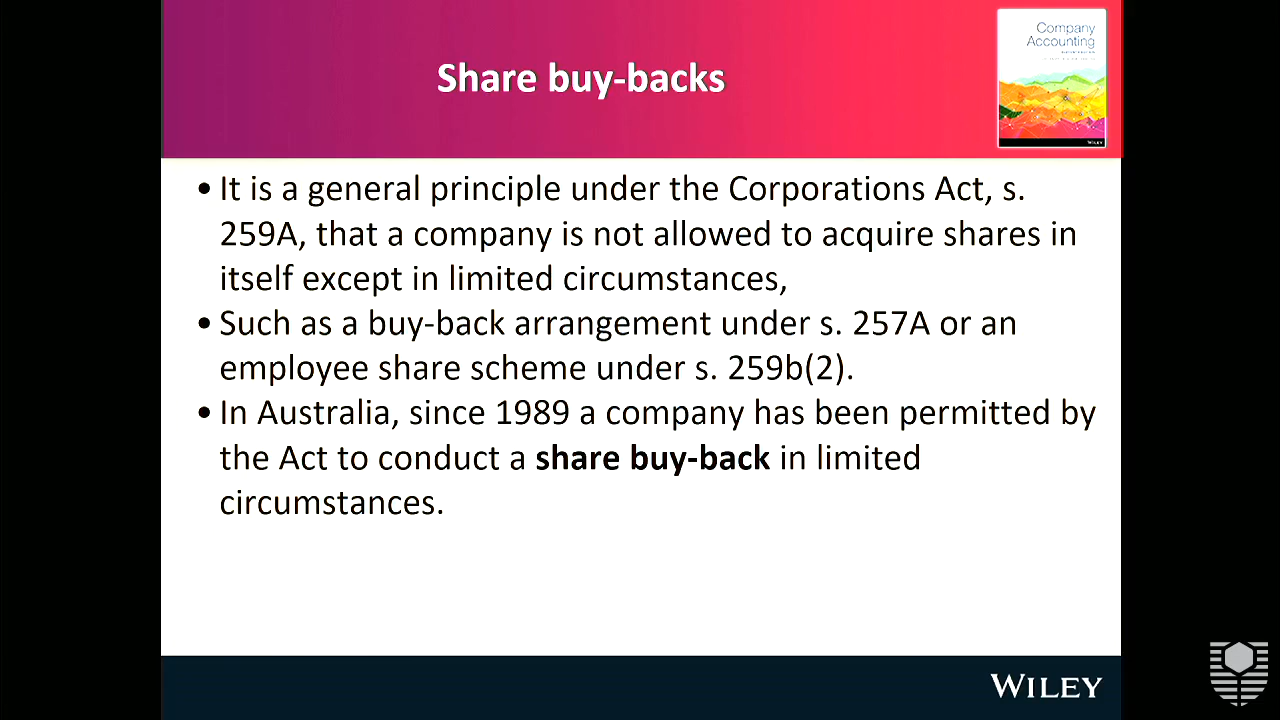 Share buy-backs
Company
Accounting
WILEY
• It is a general principle under the Corporations Act, s.
259A, that a company is not allowed to acquire shares in
itself except in limited circumstances,
• Such as a buy-back arrangement under s. 257A or an
employee share scheme under s. 259b(2).
• In Australia, since 1989 a company has been permitted by
the Act to conduct a share buy-back in limited
circumstances.
WILEY